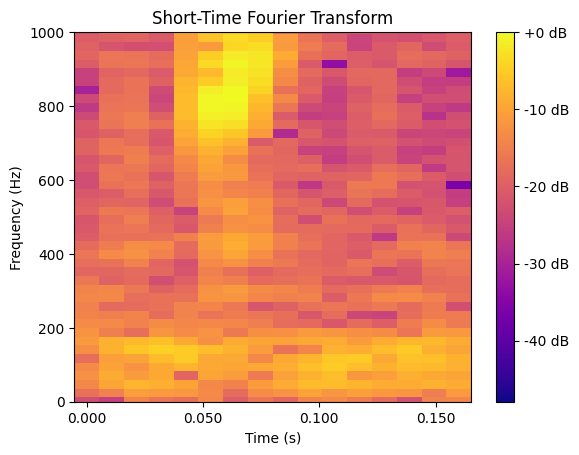 Short-Time Fourier Transform
1000
800
600
400
200
0
Frequency (Hz)
0.000
0.050
0.100
0.150
Time (s)
+0 dB
-10 dB
-20 dB
-30 dB
-40 dB